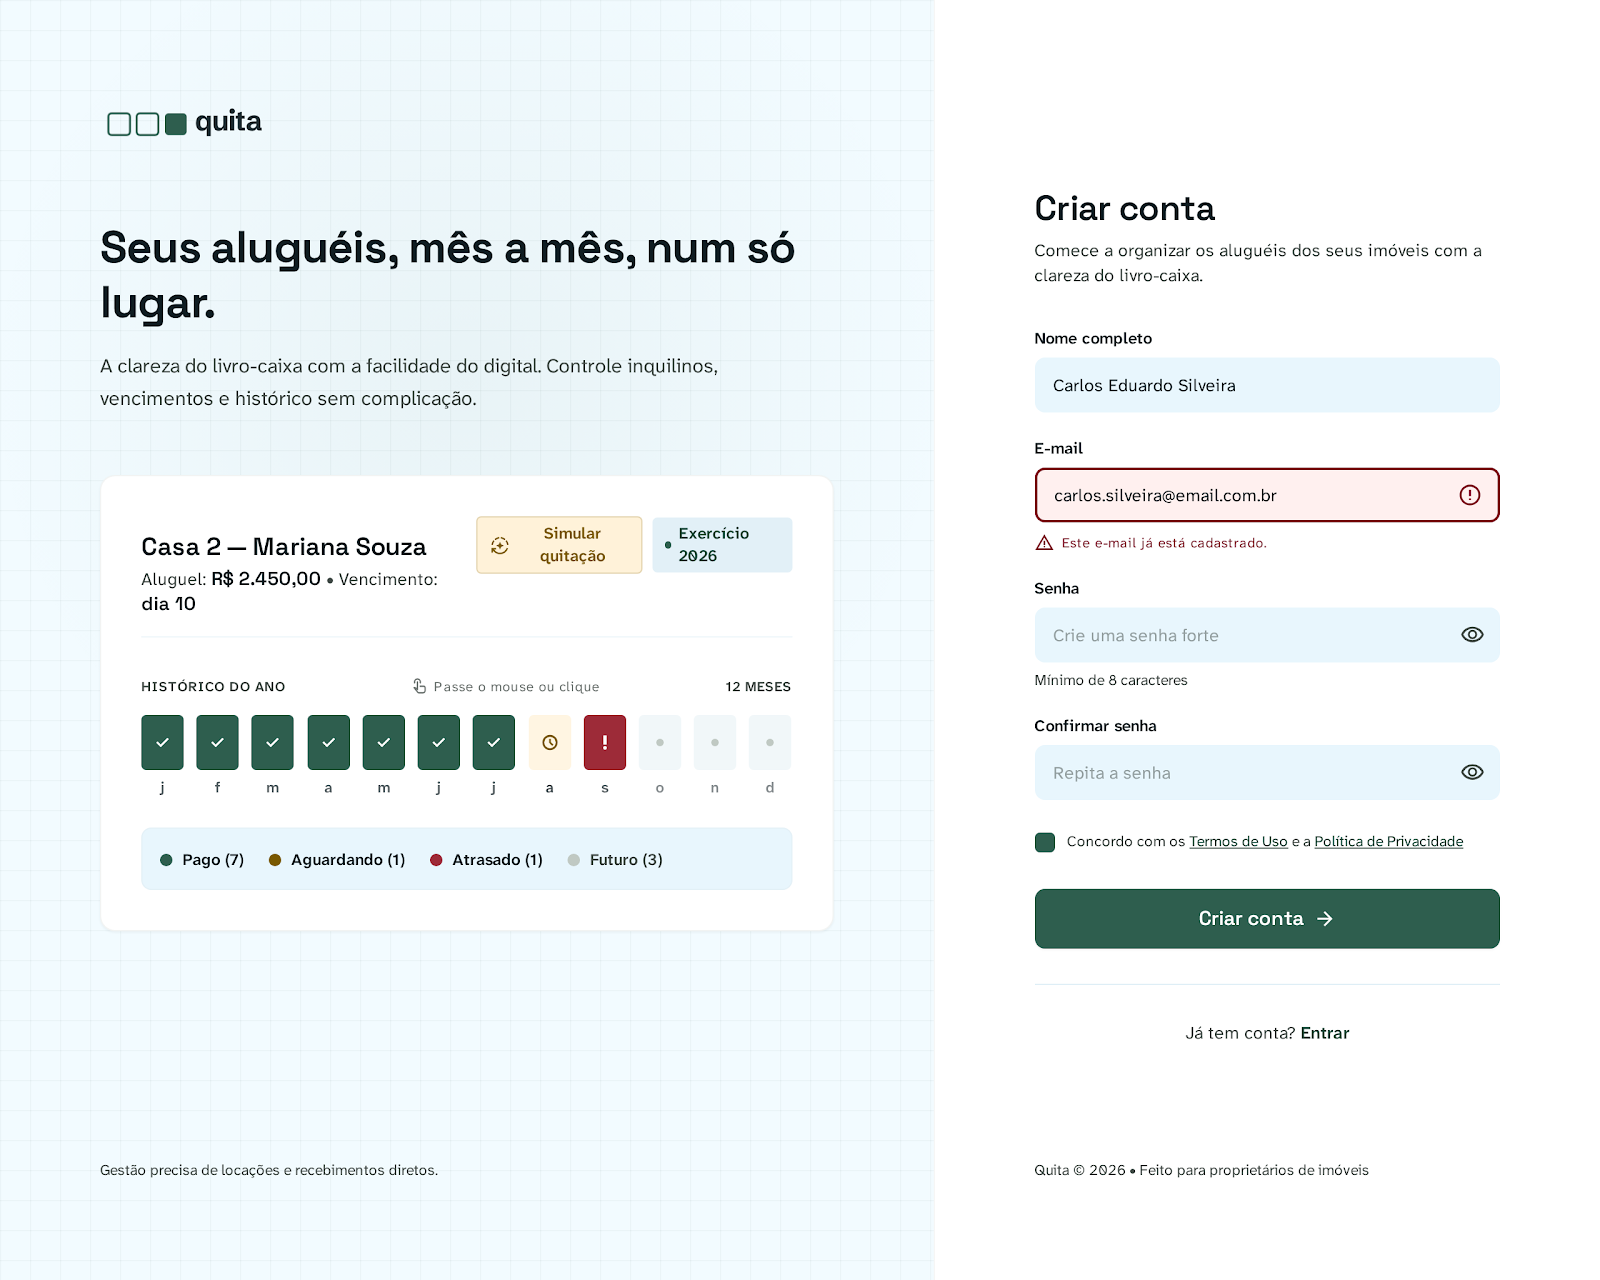 quita
Seus aluguéis, mês a mês, num só
lugar.
A clareza do livro-caixa com a facilidade do digital. Controle inquilinos,
vencimentos e histórico sem complicação.
Casa 2 — Mariana Souza
Aluguel: R$ 2.450,00 • Vencimento:
dia 10
Simular
quitação
Exercício
2026
HISTÓRICO DO ANO
Passe o mouse ou clique
12 MESES
j f m a m j j a s o n d
Pago (7) Aguardando (1) Atrasado (1) Futuro (3)
Gestão precisa de locações e recebimentos diretos.
Criar conta
Comece a organizar os aluguéis dos seus imóveis com a
clareza do livro-caixa.
Nome completo
Carlos Eduardo Silveira
E-mail
carlos.silveira@email.com.br
Este e-mail já está cadastrado.
Senha
Crie uma senha forte
Mínimo de 8 caracteres
Confirmar senha
Repita a senha
Concordo com os Termos de Uso e a Política de Privacidade
Criar conta →
Já tem conta? Entrar
Quita © 2026 • Feito para proprietários de imóveis